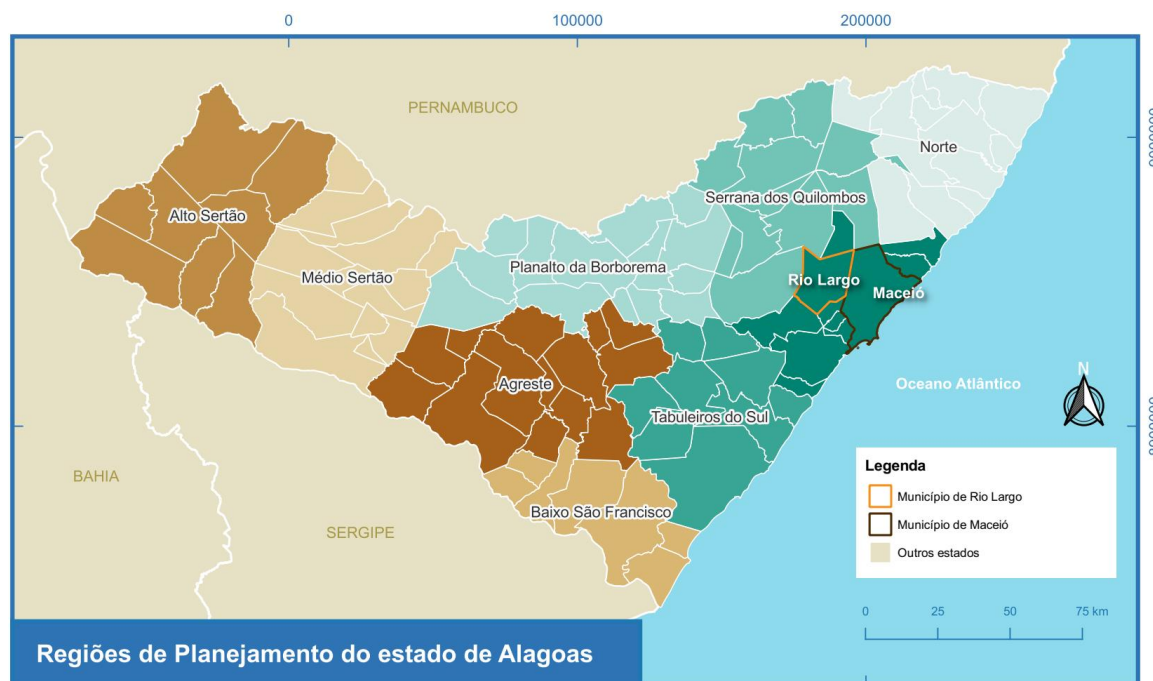 0
100000
200000
PERNAMBUCO
Norte
Serrana dos Quilombos
Alto Sertão
Planalto da Borborema
Médio Sertão
Rio Largo
Maceió
Agreste
Oceano Atlântico
N
Tabuleiros do Sul
BAHIA
SERGIPE
Baixo São Francisco
Legenda
Município de Rio Largo
Município de Maceió
Outros estados
0 25 50 75 km
Regiões de Planejamento do estado de Alagoas